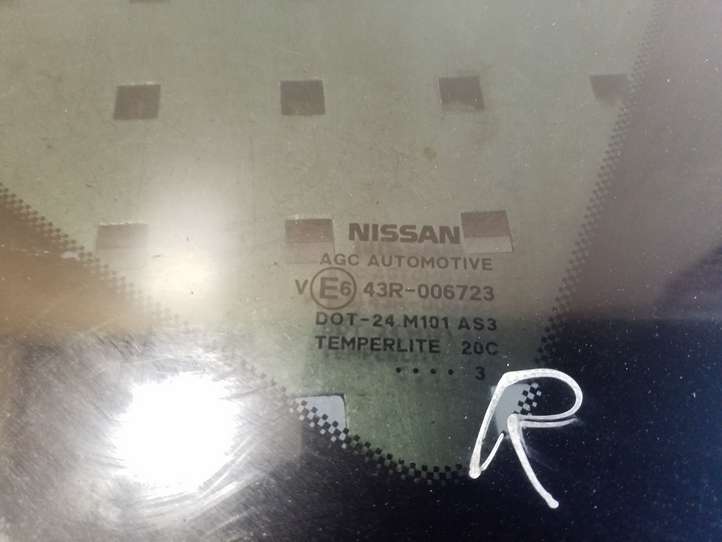 NISSAN
AGC AUTOMOTIVE
V E6 43R-006723
DOT-24 M101 AS3
TEMPERLITE 20C
.... 3
R